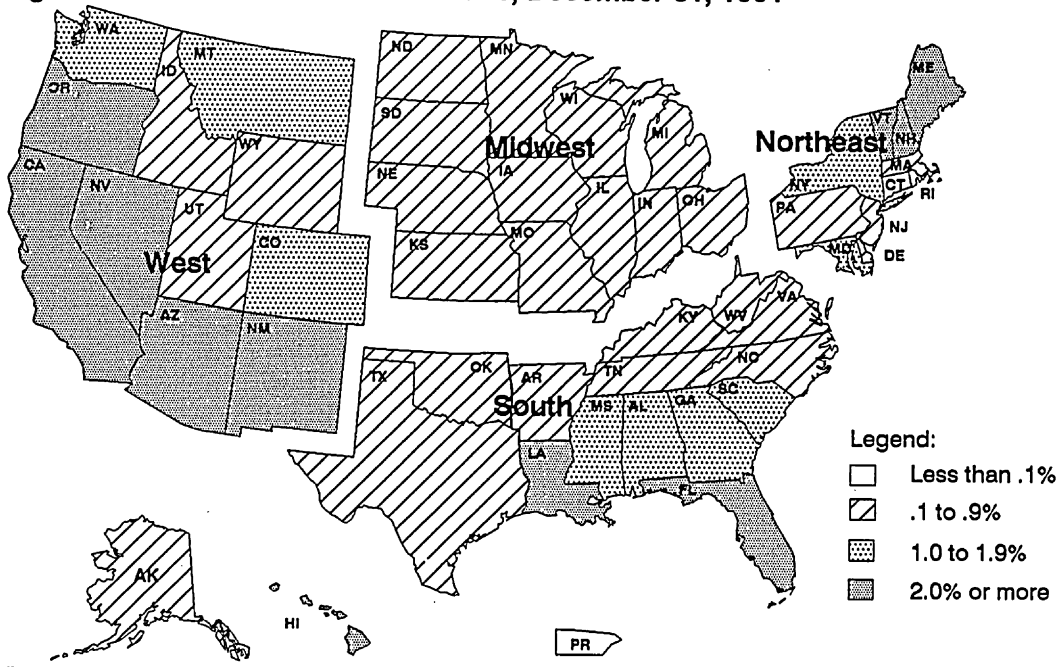 WA
MT
ND
MN
ME
ID
OR
WI
VT
SD
MI
NH
WY
Midwest
Northeast
CA
NE
IA
MA
NV
IL
NY
CT
RI
UT
IN
OH
PA
CO
KS
MO
NJ
West
MD
DE
AZ
NM
KY
WV
VA
TX
OK
AR
TN
NC
South
MS
AL
GA
SC
LA
FL
Legend:
Less than .1%
.1 to .9%
1.0 to 1.9%
2.0% or more
AK
HI
PR